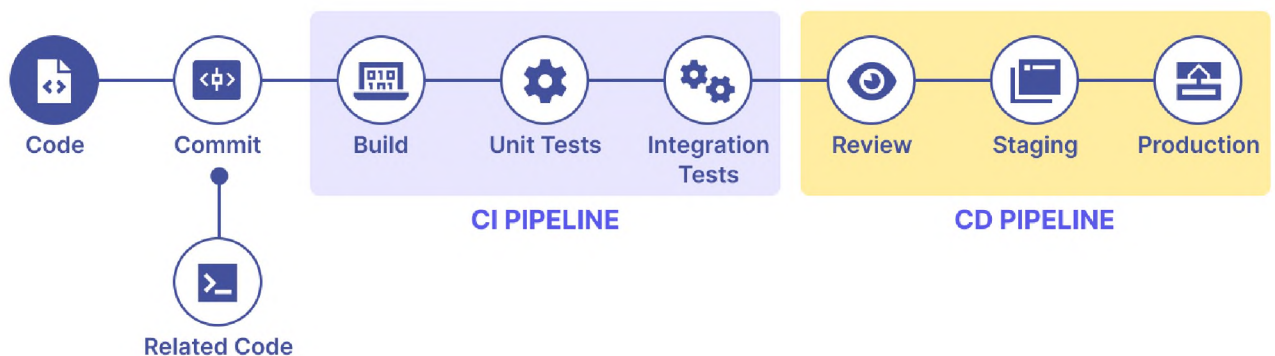 Code
Commit
Build
Unit Tests
Integration
Tests
Review
Staging
Production
CI PIPELINE
CD PIPELINE
Related Code